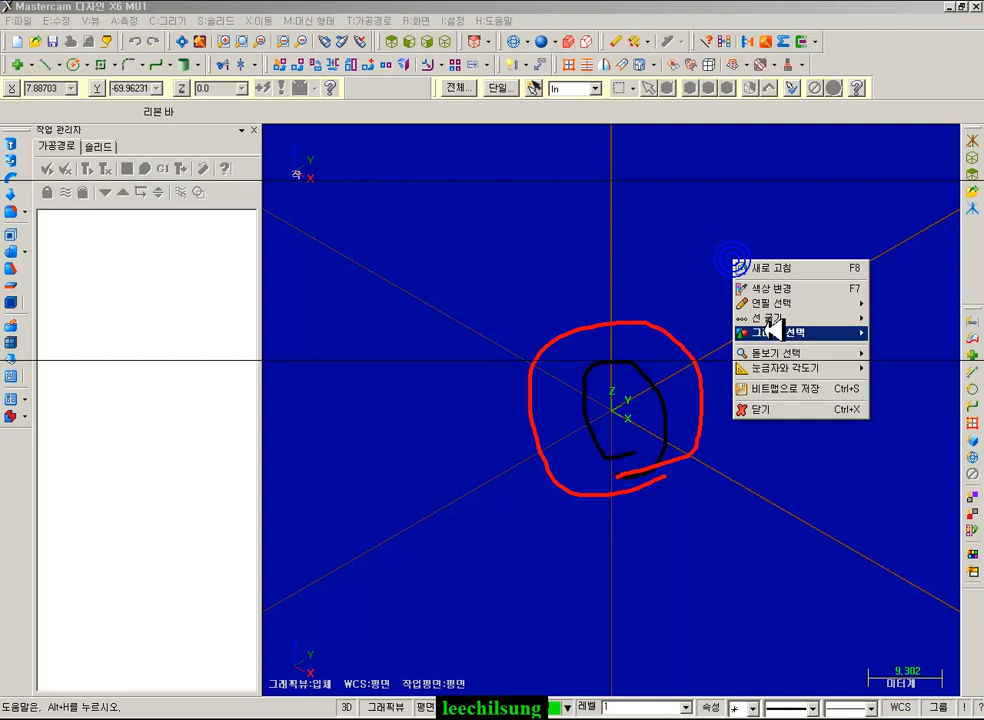 Mastercam 디자인 X6 MU1
F:파일 E:수정 V:뷰 A:측정 C:그리기 S:솔리드 X:이동 M:머신 형태 T:가공경로 R:화면 I:설정 H:도움말
X 7.88703 Y -69.96231 Z 0.0 전체... 단일... In
리본 바
작업 관리자
가공경로 솔리드
G1
Y
작 X
새로 고침 F8
색상 변경 F7
연필 선택
선 굵기
선택
돋보기 선택
눈금자와 각도기
비트맵으로 저장 Ctrl+S
닫기 Ctrl+X
Z
Y
X
Y
X
그래픽뷰:입체 WCS:평면 작업평면:평면
9.302
미터계
도움말은, Alt+H를 누르시오.
3D 그래픽뷰 평면 leechilsung 레벨 1 속성 WCS 그룹 ! ?